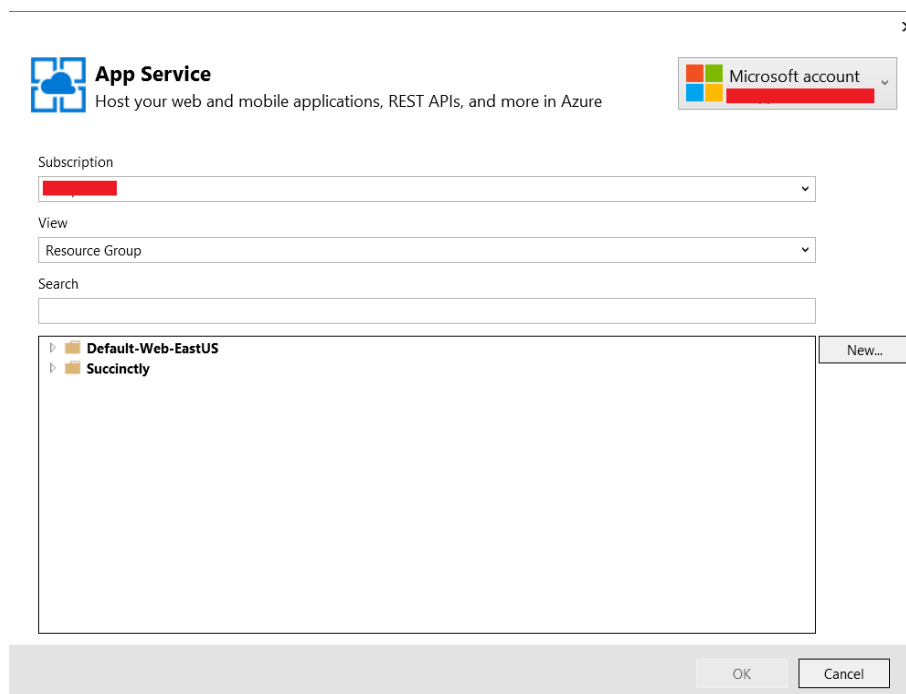 App Service
Host your web and mobile applications, REST APIs, and more in Azure
Microsoft account
Subscription
View
Resource Group
Search
Default-Web-EastUS
Succinctly
New...
OK
Cancel